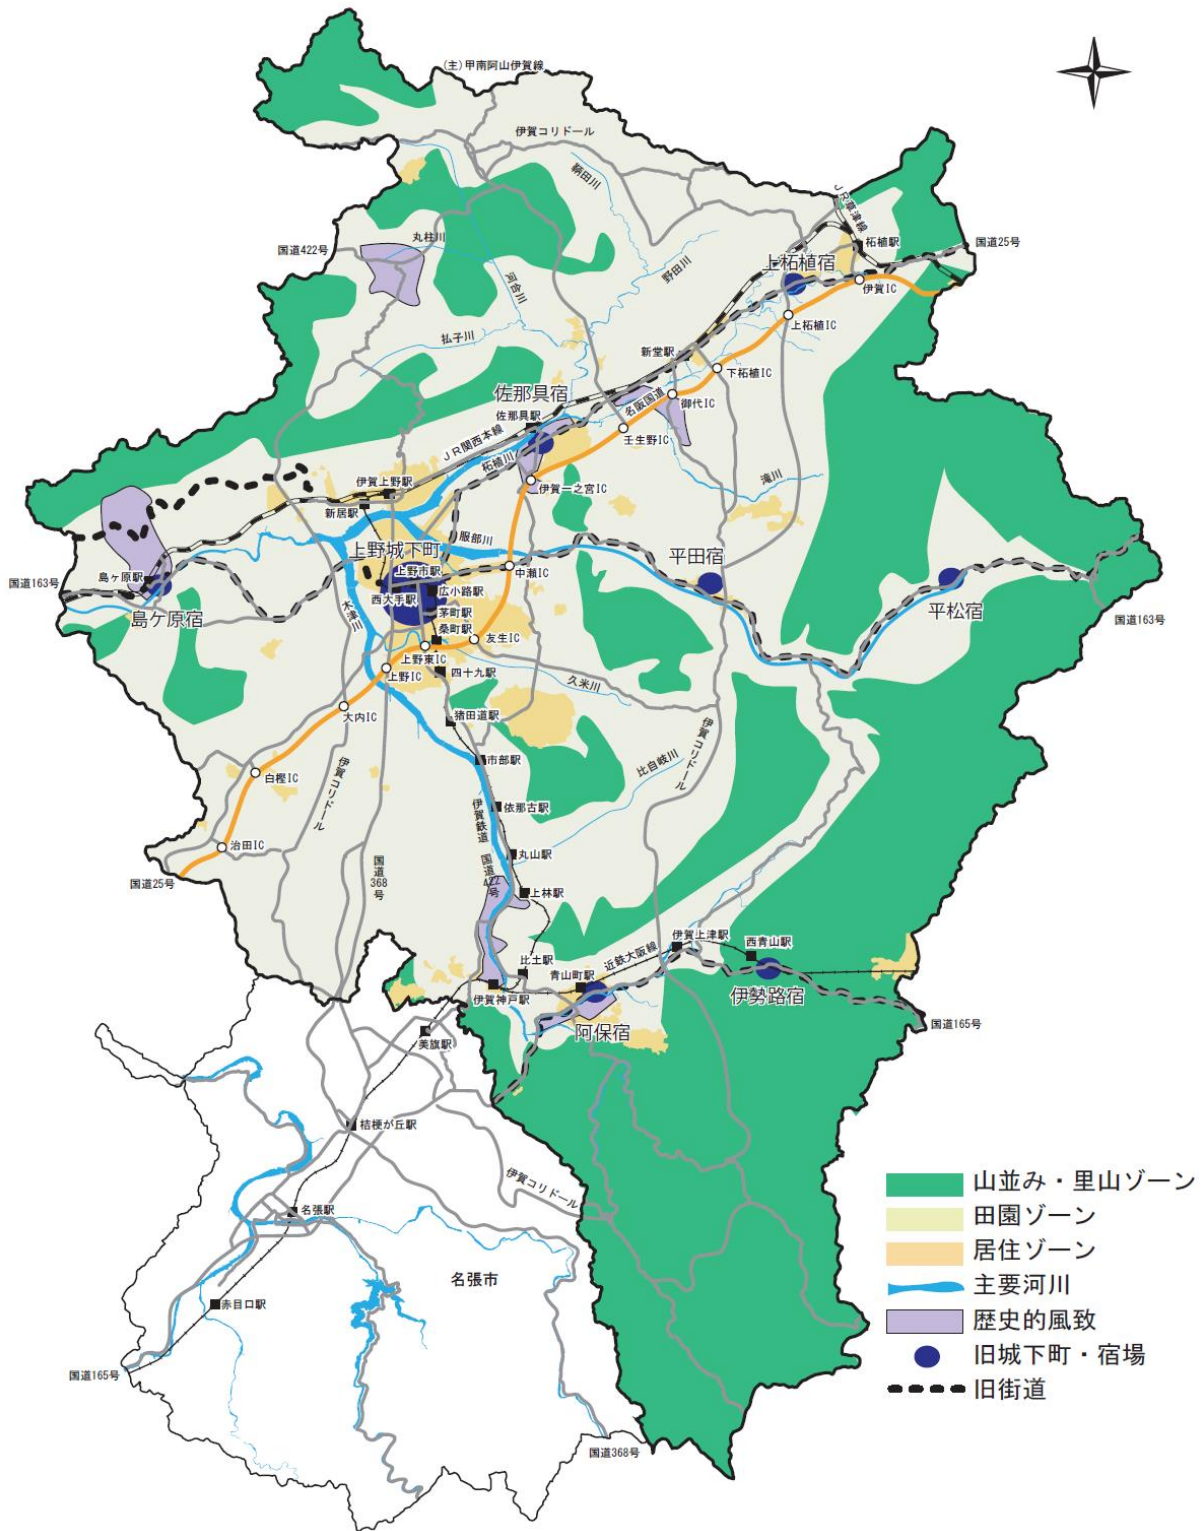 (主)甲南阿山伊賀線
伊賀コリドール
鞆田川
JR草津線
国道422号
丸柱川
柘植駅
国道25号
上柘植宿
野田川
河合川
伊賀IC
上柘植IC
払子川
新堂駅
下柘植IC
佐那具宿
名阪国道
御代IC
佐那具駅
壬生野IC
JR関西本線
柘植川
伊賀上野駅
伊賀一之宮IC
滝川
新居駅
服部川
上野城下町
平田宿
島ヶ原駅
上野市駅
中瀬IC
国道163号
西大手駅
広小路駅
平松宿
島ケ原宿
木津川
茅町駅
国道163号
桑町駅
友生IC
上野東IC
上野IC
四十九駅
久米川
大内IC
猪田道駅
伊賀コリドール
市部駅
比自岐川
白樫IC
伊賀コリドール
依那古駅
伊賀鉄道
治田IC
丸山駅
国道25号
国道368号
国道422号
上林駅
伊賀上津駅
西青山駅
近鉄大阪線
比土駅
青山町駅
伊賀神戸駅
伊勢路宿
阿保宿
国道165号
美旗駅
桔梗が丘駅
伊賀コリドール
名張駅
名張市
赤目口駅
国道165号
国道368号
山並み・里山ゾーン
田園ゾーン
居住ゾーン
主要河川
歴史的風致
旧城下町・宿場
旧街道